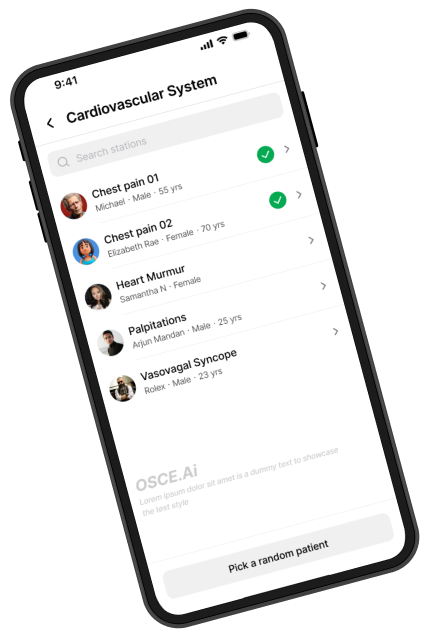 9:41
Cardiovascular System
Search stations
Chest pain 01
Michael · Male · 55 yrs
Chest pain 02
Elizabeth Rae · Female · 70 yrs
Heart Murmur
Samantha N · Female
Palpitations
Arjun Mandan · Male · 25 yrs
Vasovagal Syncope
Rolex · Male · 23 yrs
OSCE.Ai
Lorem ipsum dolor sit amet is a dummy text to showcase
the test style
Pick a random patient